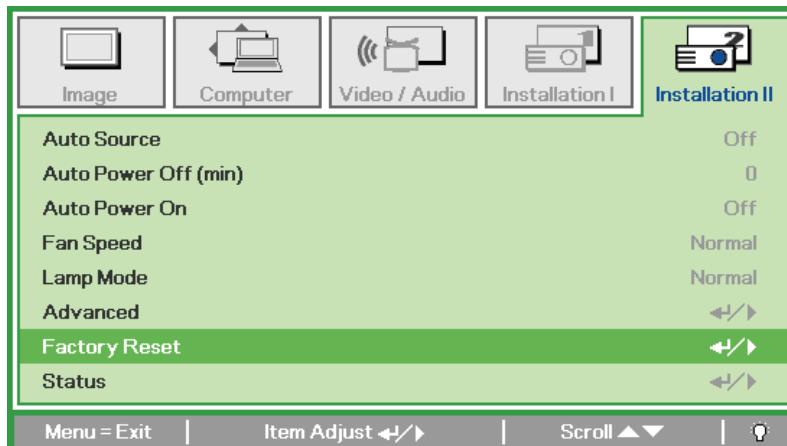 Image Computer Video / Audio Installation I Installation II
Auto Source Off
Auto Power Off (min) 0
Auto Power On Off
Fan Speed Normal
Lamp Mode Normal
Advanced ↵/▶
Factory Reset ↵/▶
Status ↵/▶
Menu = Exit Item Adjust ↵/▶ Scroll ▲▼